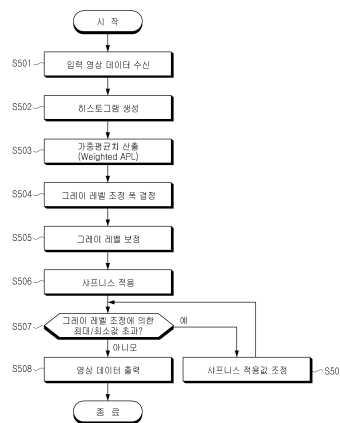 시 작
S501
입력 영상 데이터 수신
S502
히스토그램 생성
S503
가중평균치 산출
(Weighted APL)
S504
그레이 레벨 조정 폭 결정
S505
그레이 레벨 보정
S506
샤프니스 적용
S507
그레이 레벨 조정에 의한
최대/최소값 초과?
예
아니오
S508
영상 데이터 출력
샤프니스 적용값 조정
S50
종 료